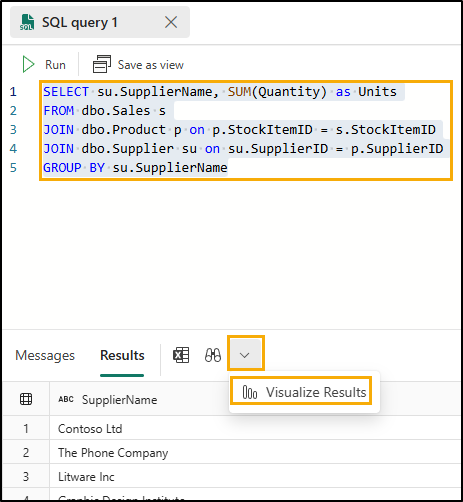 SQL
SQL query 1
Run
Save as view
1 SELECT su.SupplierName, SUM(Quantity) as Units
2 FROM dbo.Sales s
3 JOIN dbo.Product p on p.StockItemID = s.StockItemID
4 JOIN dbo.Supplier su on su.SupplierID = p.SupplierID
5 GROUP BY su.SupplierName
Messages Results
Visualize Results
ABC SupplierName
1 Contoso Ltd
2 The Phone Company
3 Litware Inc
Graphic Design Institute